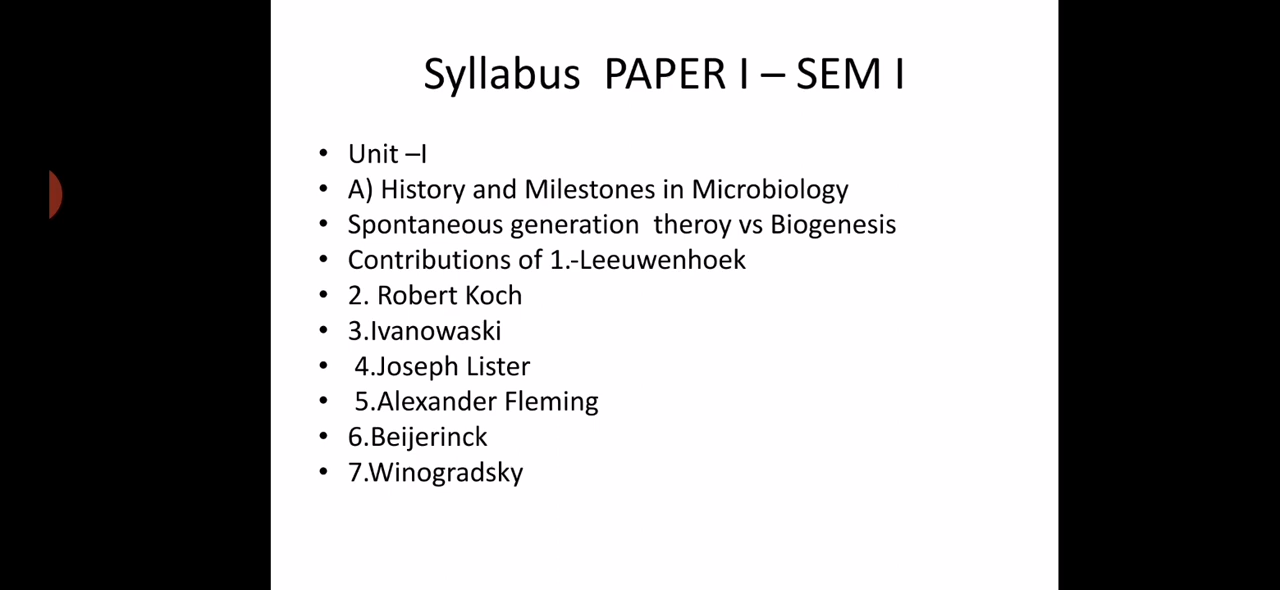 Syllabus PAPER I – SEM I
• Unit –I
• A) History and Milestones in Microbiology
• Spontaneous generation theroy vs Biogenesis
• Contributions of 1.-Leeuwenhoek
• 2. Robert Koch
• 3.Ivanowaski
• 4.Joseph Lister
• 5.Alexander Fleming
• 6.Beijerinck
• 7.Winogradsky